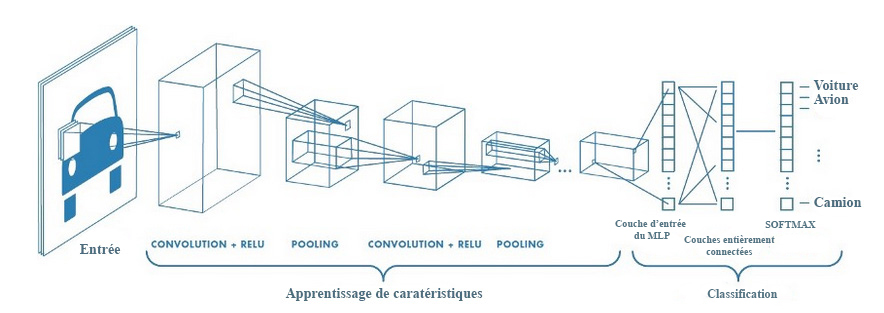 Voiture
Avion
Camion
Entrée
CONVOLUTION + RELU
POOLING
CONVOLUTION + RELU
POOLING
Couche d'entrée
du MLP
Couches entièrement
connectées
SOFTMAX
Apprentissage de caratéristiques
Classification